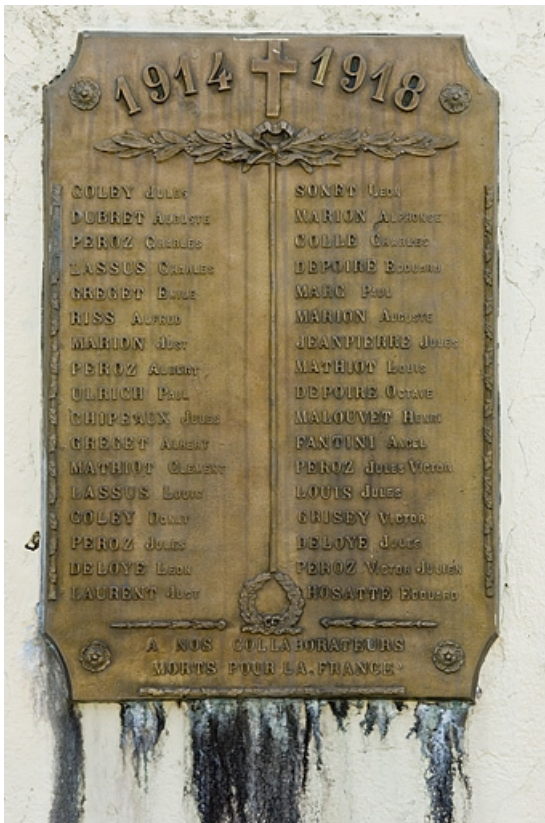 1914 1918
COLEY JULES
DUBRET AUGUSTE
PEROZ CHARLES
LASSUS CHARLES
GREGET EMILE
RISS ALFRED
MARION JUST
PEROZ ALBERT
ULRICH PAUL
CHIPEAUX JULES
GREGET ALBERT
MATHIOT CLEMENT
LASSUS LOUIS
COLEY DONAT
PEROZ JULES
DELOYE LEON
LAURENT JUST
SONET LEON
MARION ALPHONSE
COLLE CHARLES
DEPOIRE EDOUARD
MARC PAUL
MARION AUGUSTE
JEANPIERRE JULES
MATHIOT LOUIS
DEPOIRE OCTAVE
MALOUVET HENRI
FANTINI ANGEL
PEROZ JULES VICTOR
LOUIS JULES
GRISEY VICTOR
DELOYE JULES
PEROZ VICTOR JULIEN
ROSATTE EDOUARD
A NOS COLLABORATEURS
MORTS POUR LA FRANCE